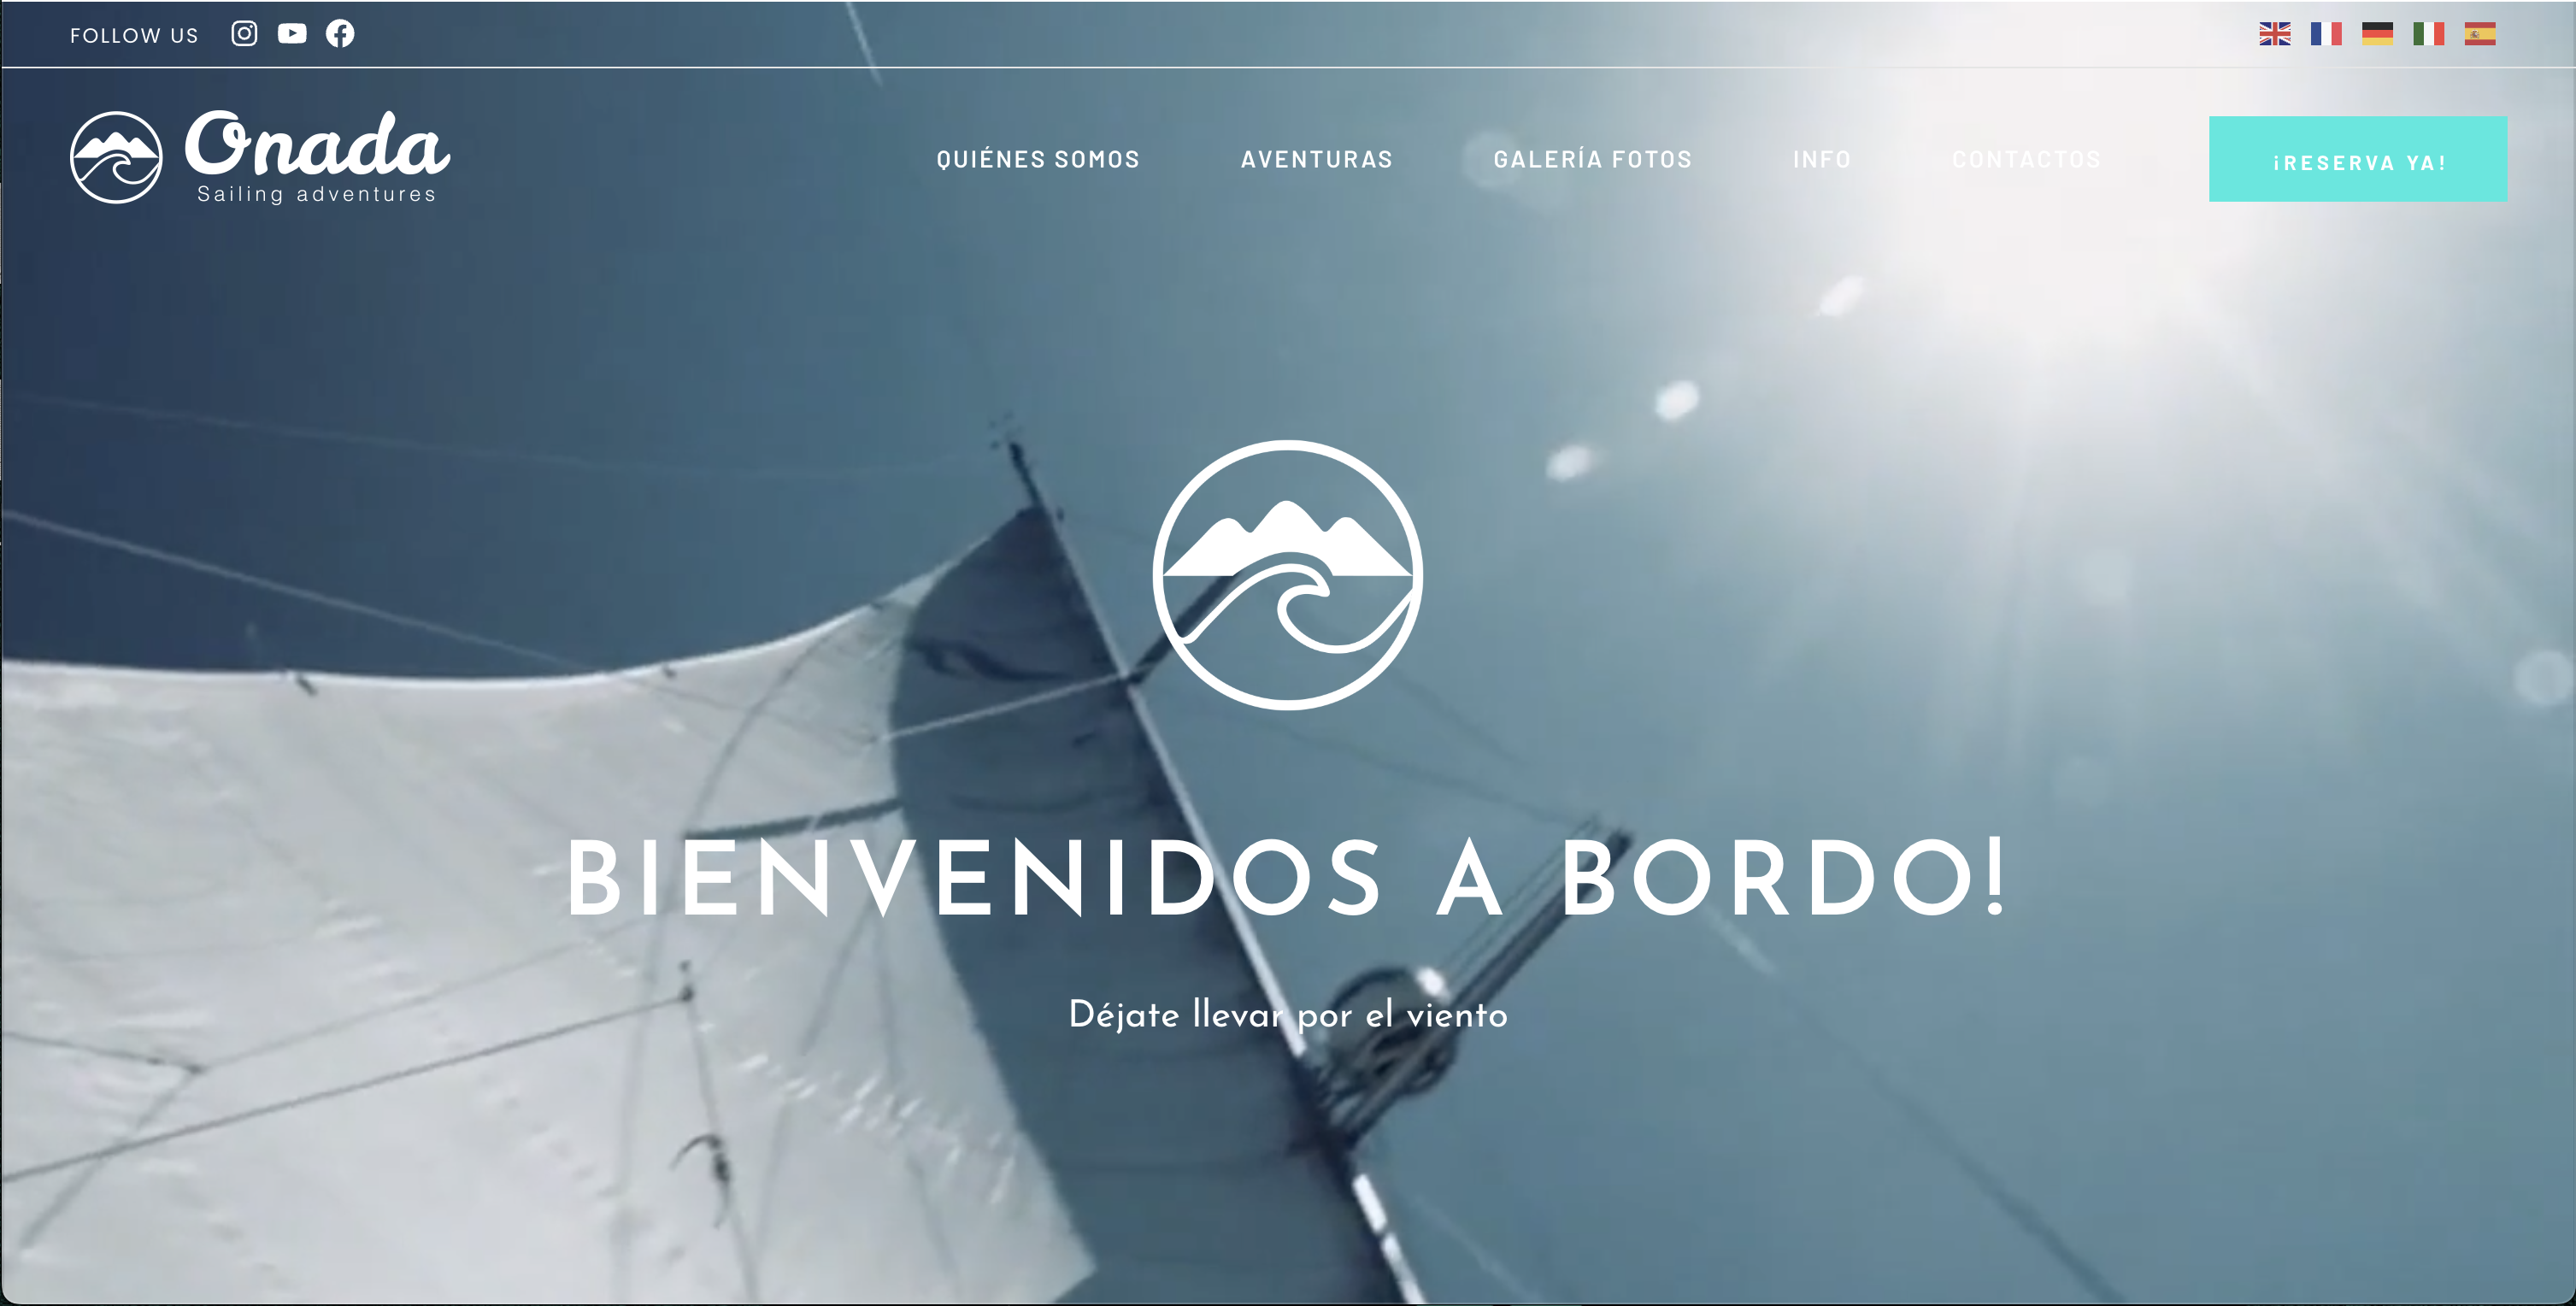 FOLLOW US
Onada
Sailing adventures
QUIÉNES SOMOS
AVENTURAS
GALERÍA FOTOS
INFO
CONTACTOS
¡RESERVA YA!
BIENVENIDOS A BORDO!
Déjate llevar por el viento